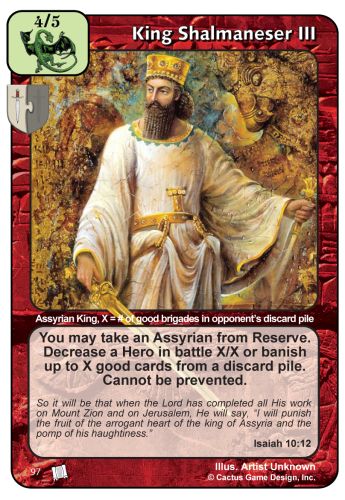 4/5
King Shalmaneser III
Assyrian King, X = # of good brigades in opponent's discard pile
You may take an Assyrian from Reserve.
Decrease a Hero in battle X/X or banish
up to X good cards from a discard pile.
Cannot be prevented.
So it will be that when the Lord has completed all His work
on Mount Zion and on Jerusalem, He will say, "I will punish
the fruit of the arrogant heart of the king of Assyria and the
pomp of his haughtiness."
Isaiah 10:12
97
Illus. Artist Unknown
© Cactus Game Design, Inc.